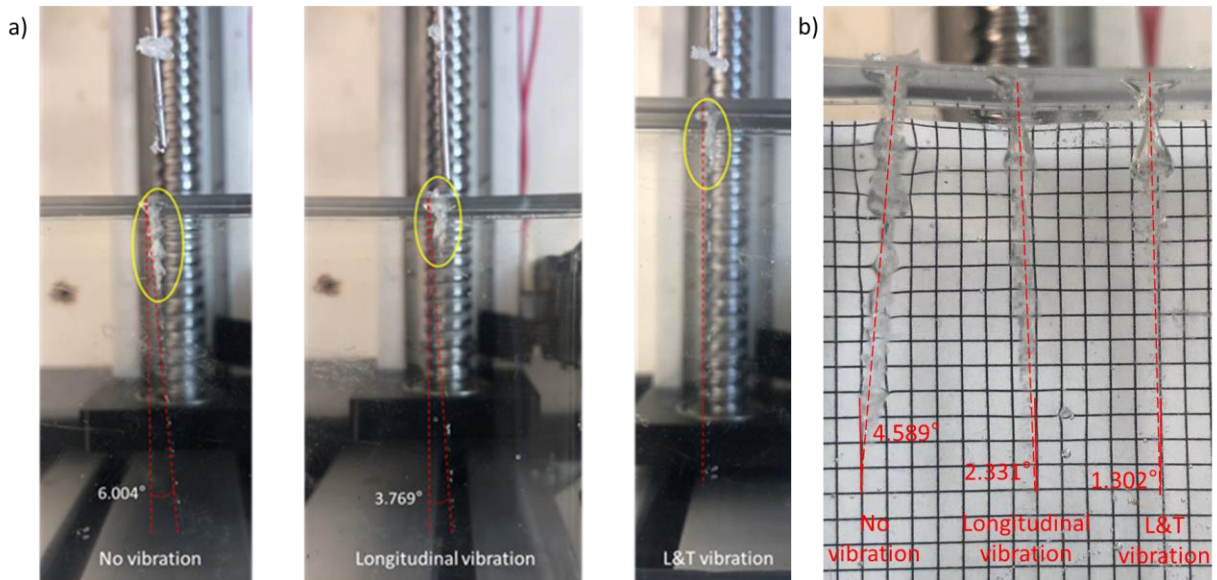 a)
6.004°
No vibration
3.769°
Longitudinal vibration
L&T vibration
b)
4.589°
2.331°
1.302°
No
vibration
Longitudinal
vibration
L&T
vibration